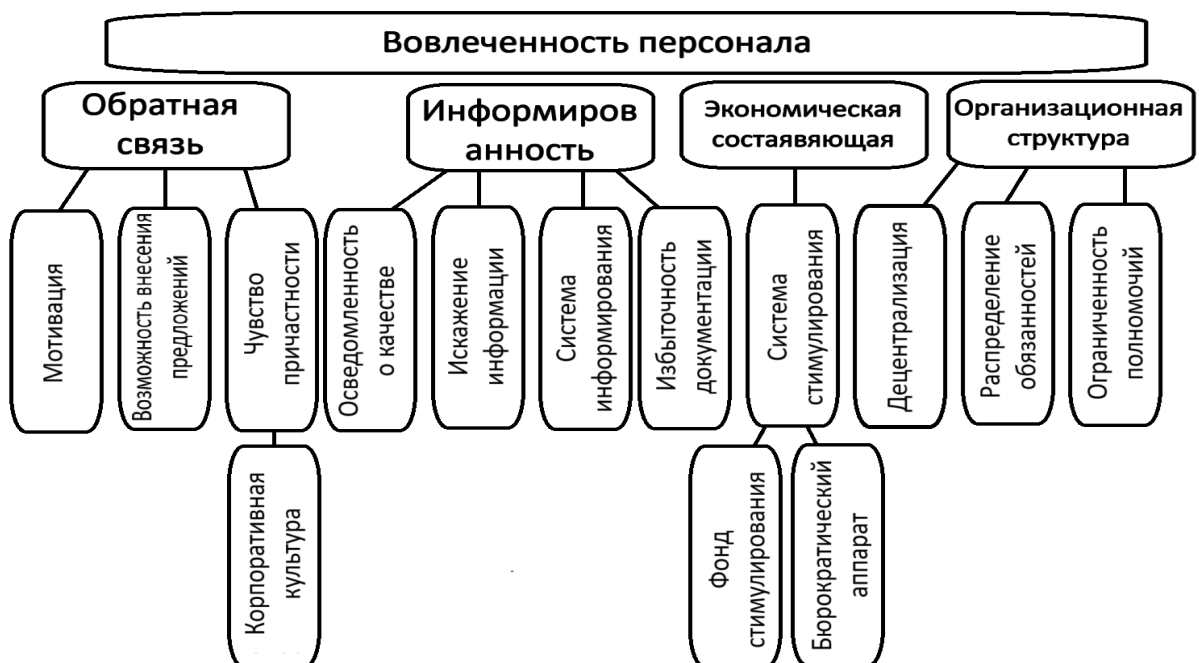 Вовлеченность персонала
Обратная
связь
Информиров
анность
Экономическая
состаявяющая
Организационная
структура
Мотивация
Возможность внесения
предложений
Чувство
причастности
Осведомленность
о качестве
Искажение
информации
Система
информирования
Избыточность
документации
Система
стимулирования
Децентрализация
Распределение
обязанностей
Ограниченность
полномочий
Корпоративная
культура
Фонд
стимулирования
Бюрократический
аппарат